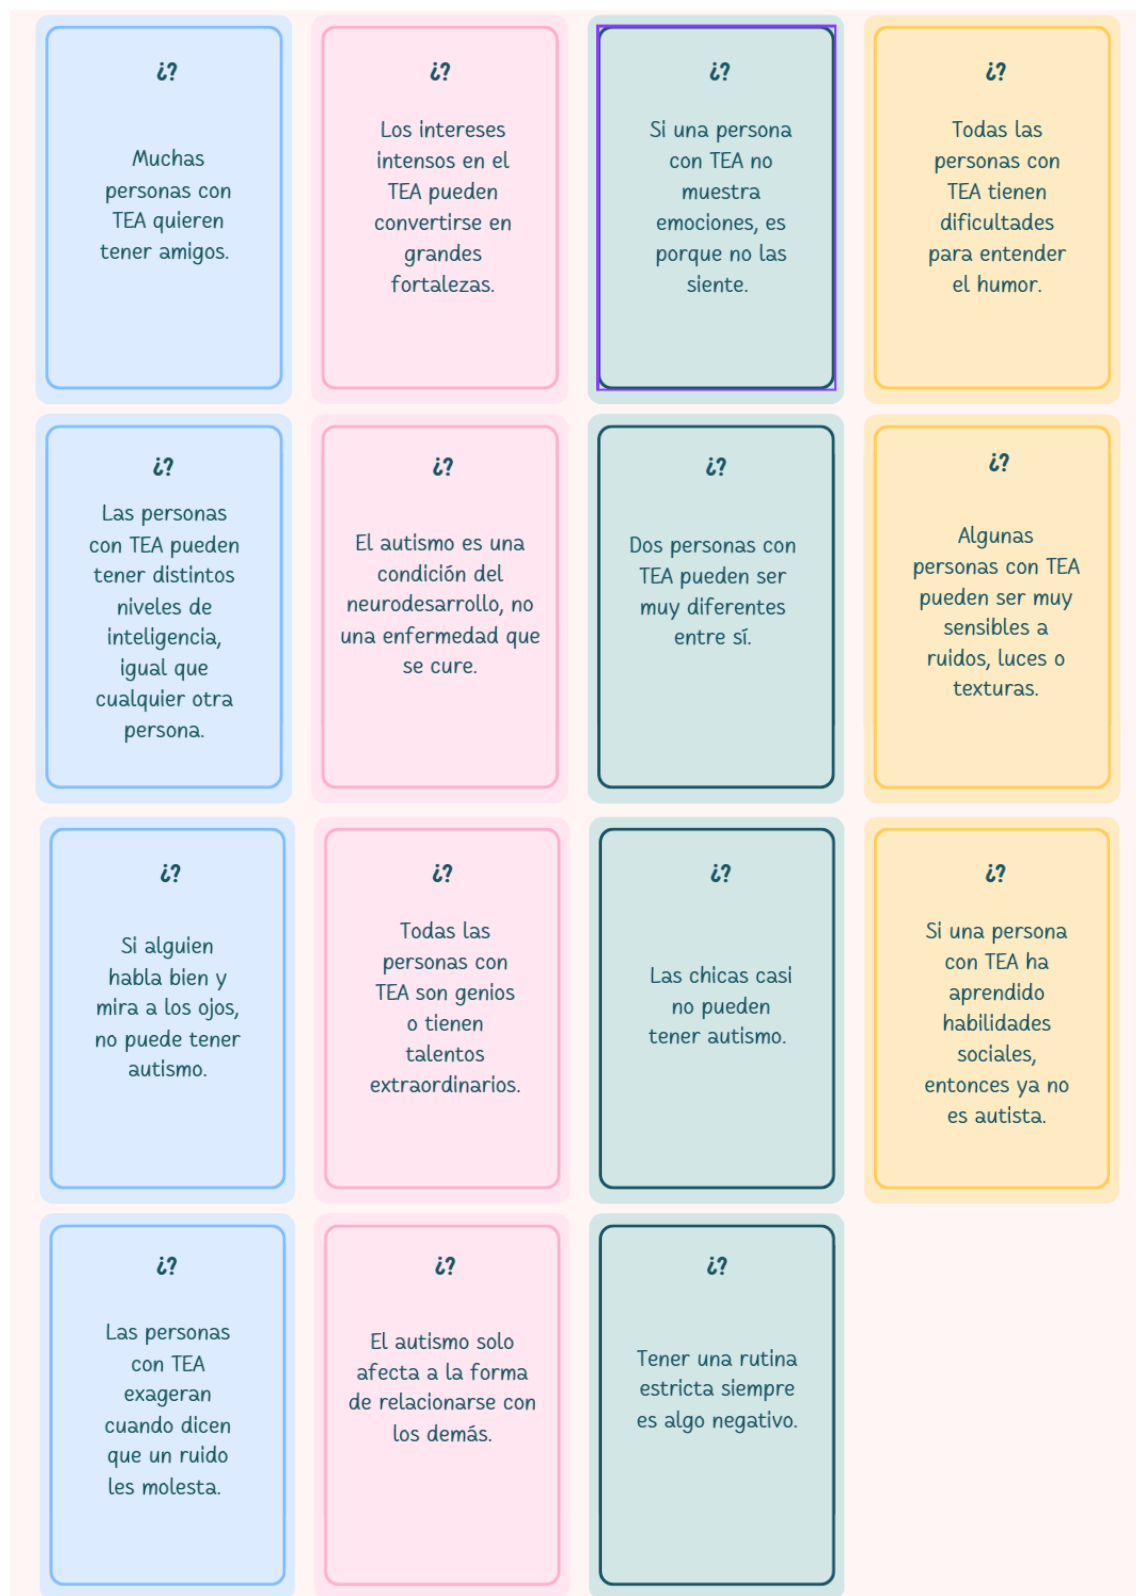 ¿?
Muchas
personas con
TEA quieren
tener amigos.
¿?
Los intereses
intensos en el
TEA pueden
convertirse en
grandes
fortalezas.
¿?
Si una persona
con TEA no
muestra
emociones, es
porque no las
siente.
¿?
Todas las
personas con
TEA tienen
dificultades
para entender
el humor.
¿?
Las personas
con TEA pueden
tener distintos
niveles de
inteligencia,
igual que
cualquier otra
persona.
¿?
El autismo es una
condición del
neurodesarrollo, no
una enfermedad que
se cure.
¿?
Dos personas con
TEA pueden ser
muy diferentes
entre sí.
¿?
Algunas
personas con TEA
pueden ser muy
sensibles a
ruidos, luces o
texturas.
¿?
Si alguien
habla bien y
mira a los ojos,
no puede tener
autismo.
¿?
Todas las
personas con
TEA son genios
o tienen
talentos
extraordinarios.
¿?
Las chicas casi
no pueden
tener autismo.
¿?
Si una persona
con TEA ha
aprendido
habilidades
sociales,
entonces ya no
es autista.
¿?
Las personas
con TEA
exageran
cuando dicen
que un ruido
les molesta.
¿?
El autismo solo
afecta a la forma
de relacionarse con
los demás.
¿?
Tener una rutina
estricta siempre
es algo negativo.